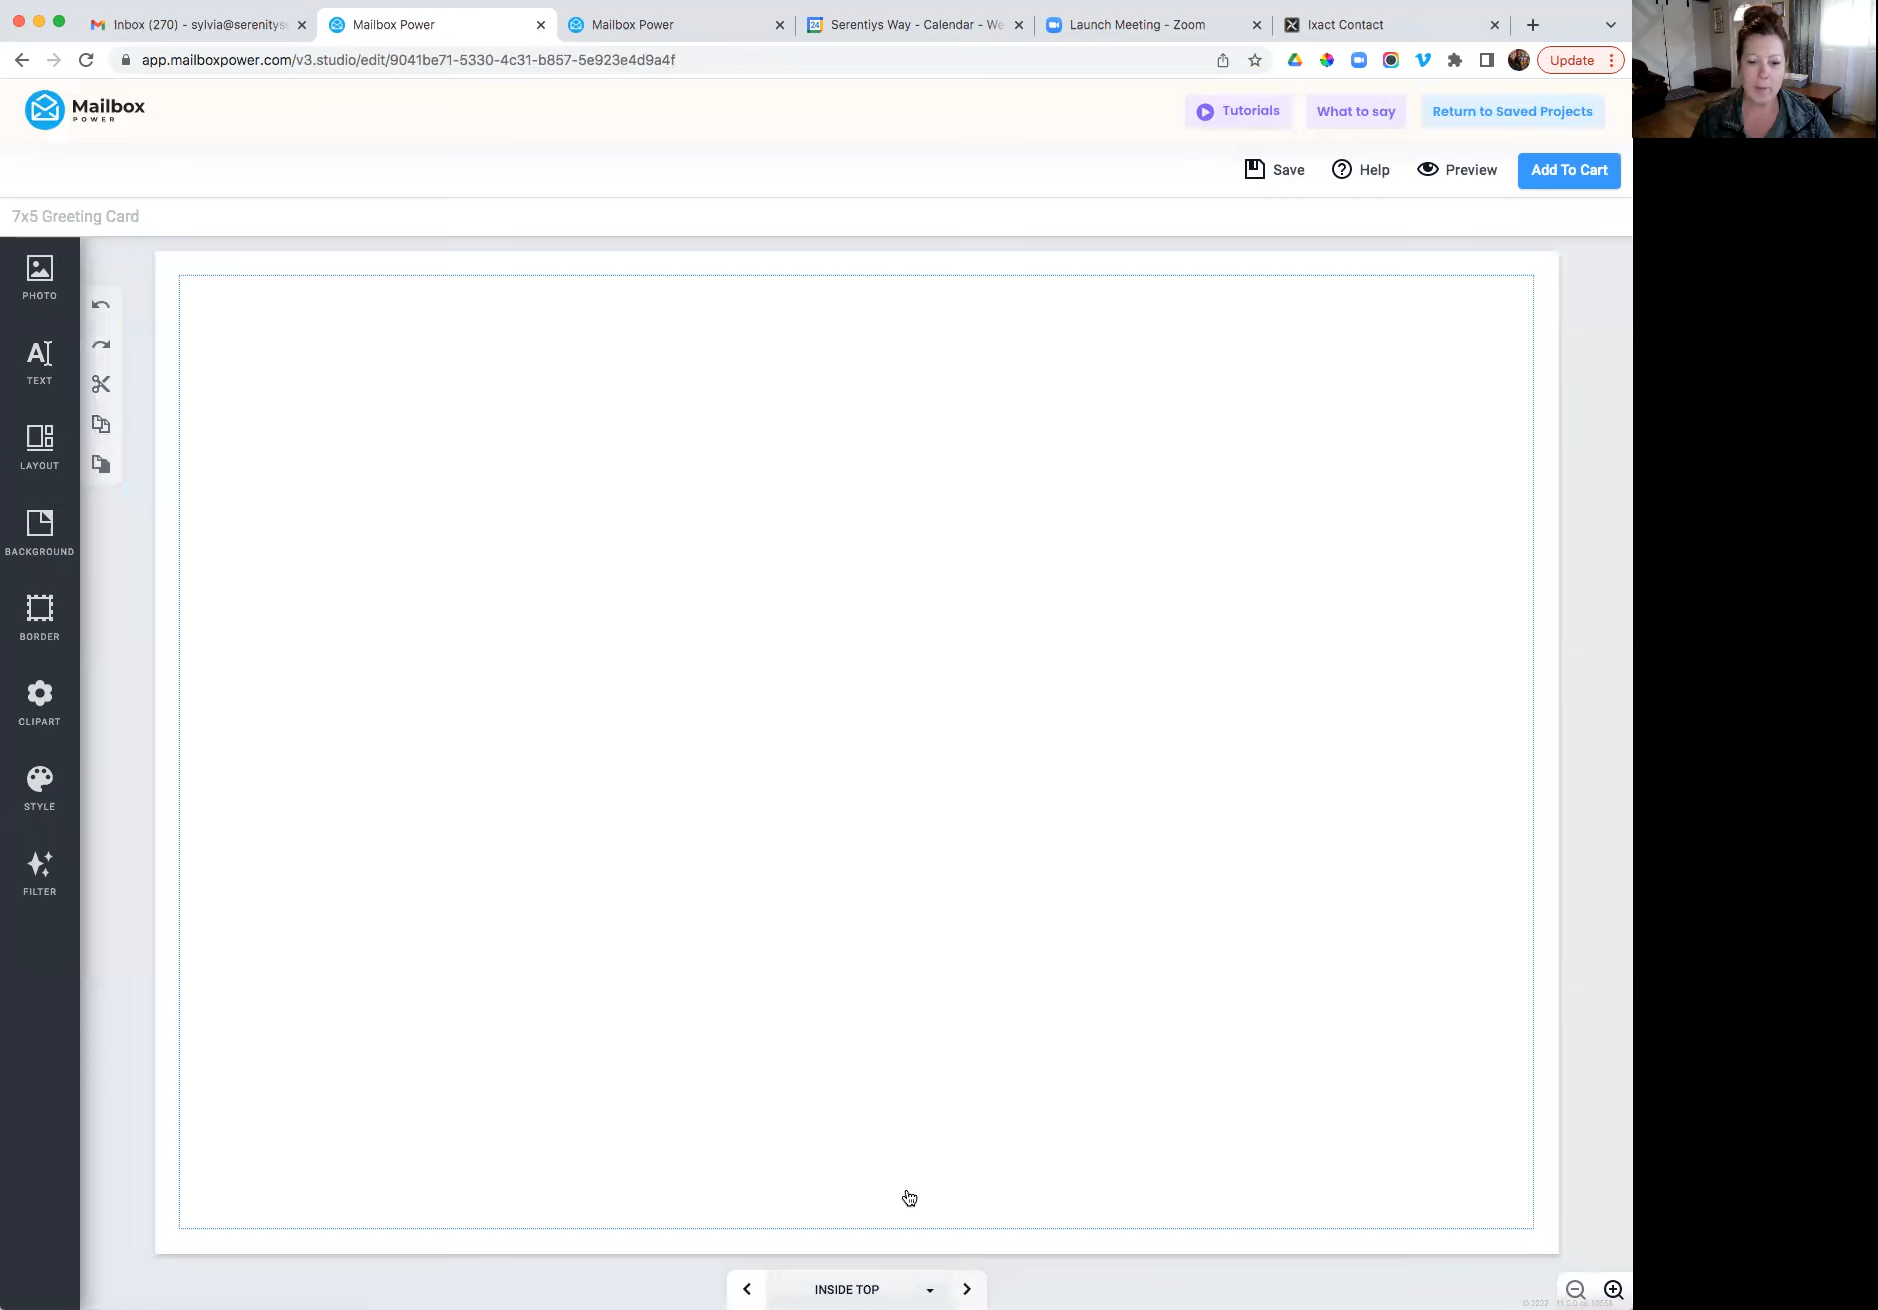 Inbox (270) - sylvia@serenitys
Mailbox Power
Mailbox Power
24
Serentiys Way - Calendar - We
Launch Meeting - Zoom
Ixact Contact
app.mailboxpower.com/v3.studio/edit/9041be71-5330-4c31-b857-5e923e4d9a4f
Update
Mailbox
POWER
Tutorials
What to say
Return to Saved Projects
Save
Help
Preview
Add To Cart
7x5 Greeting Card
PHOTO
TEXT
LAYOUT
BACKGROUND
BORDER
CLIPART
STYLE
FILTER
INSIDE TOP
© 2022